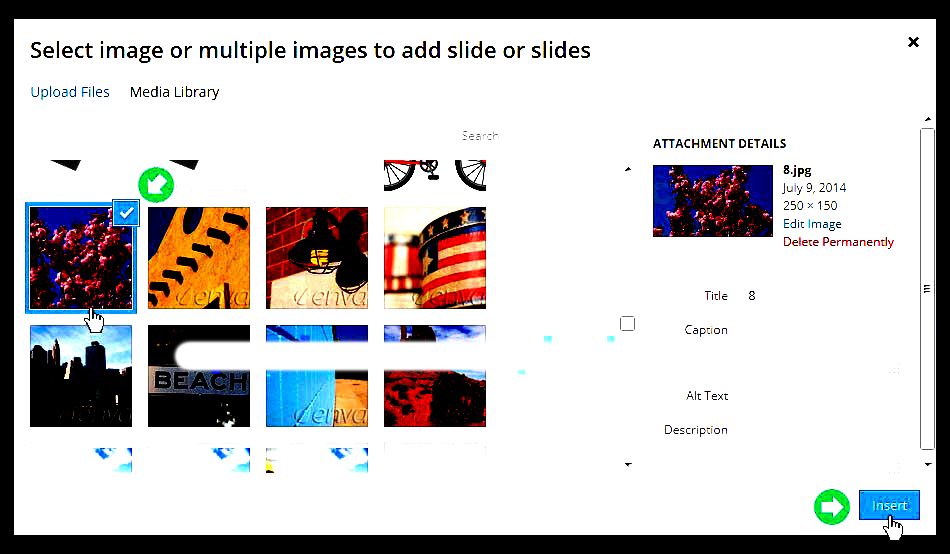 Select image or multiple images to add slide or slides
Upload Files Media Library
Search
ATTACHMENT DETAILS
8.jpg
July 9, 2014
250 × 150
Edit Image
Delete Permanently
Title 8
Caption
Alt Text
Description
BEACH
Insert